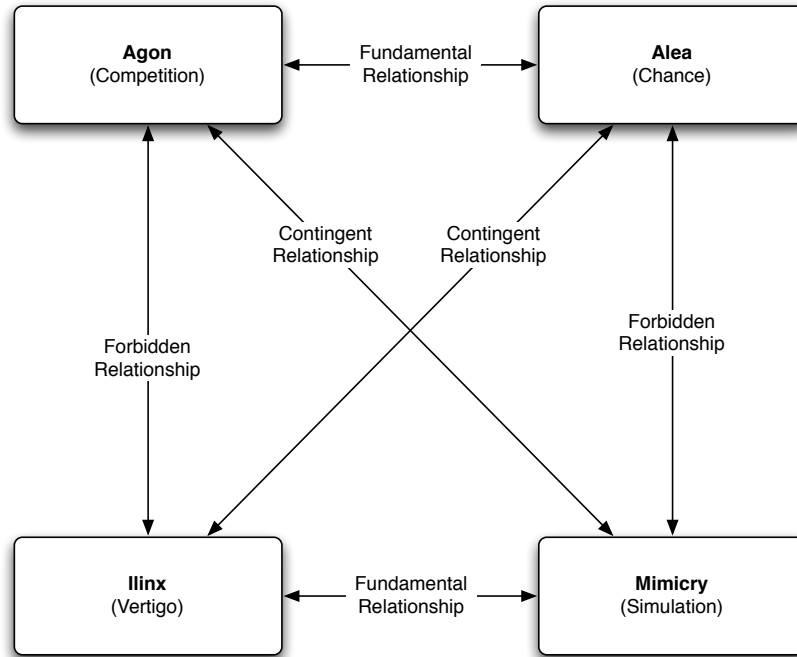 Agon
(Competition)
Fundamental
Relationship
Alea
(Chance)
Contingent
Relationship
Contingent
Relationship
Forbidden
Relationship
Forbidden
Relationship
Ilinx
(Vertigo)
Fundamental
Relationship
Mimicry
(Simulation)